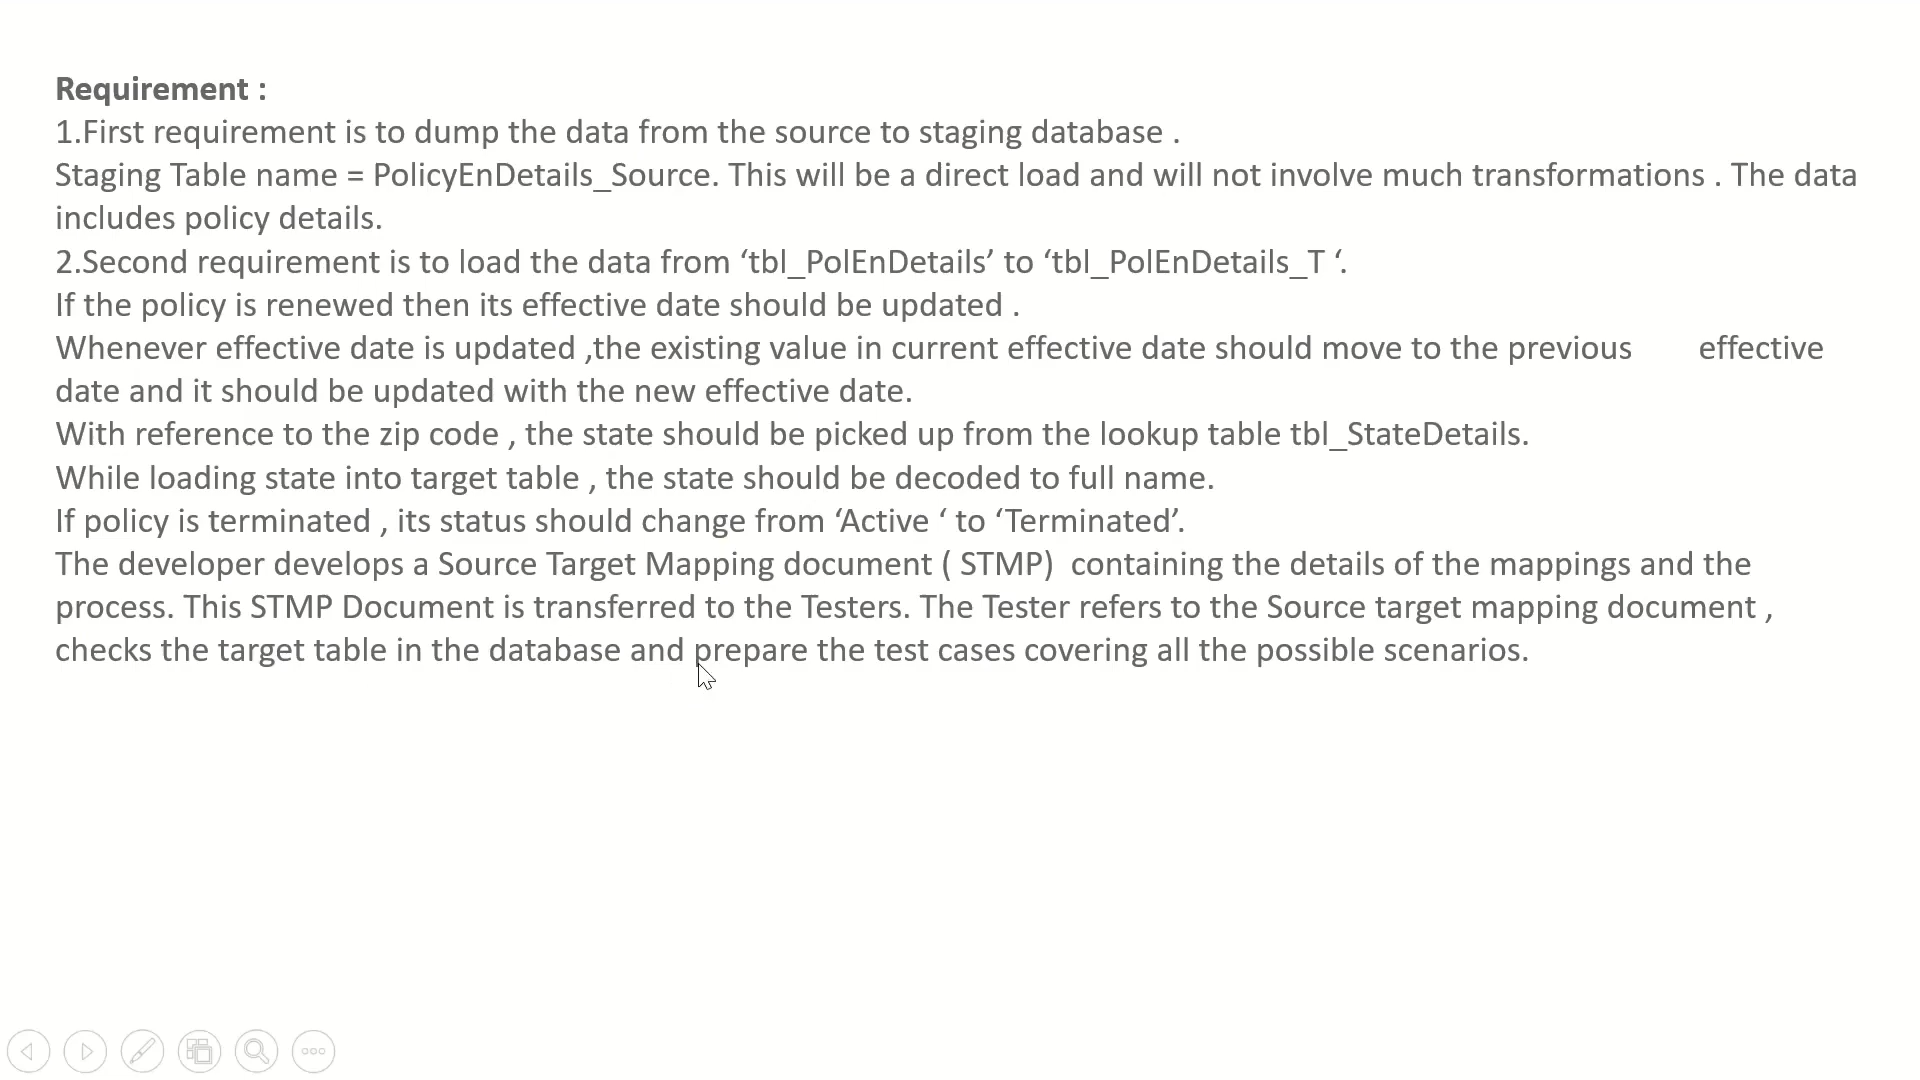 Requirement :
1.First requirement is to dump the data from the source to staging database .
Staging Table name = PolicyEnDetails_Source. This will be a direct load and will not involve much transformations . The data
includes policy details.
2.Second requirement is to load the data from ‘tbl_PolEnDetails’ to ‘tbl_PolEnDetails_T ‘.
If the policy is renewed then its effective date should be updated .
Whenever effective date is updated ,the existing value in current effective date should move to the previous effective
date and it should be updated with the new effective date.
With reference to the zip code , the state should be picked up from the lookup table tbl_StateDetails.
While loading state into target table , the state should be decoded to full name.
If policy is terminated , its status should change from ‘Active ‘ to ‘Terminated’.
The developer develops a Source Target Mapping document ( STMP)  containing the details of the mappings and the
process. This STMP Document is transferred to the Testers. The Tester refers to the Source target mapping document ,
checks the target table in the database and prepare the test cases covering all the possible scenarios.